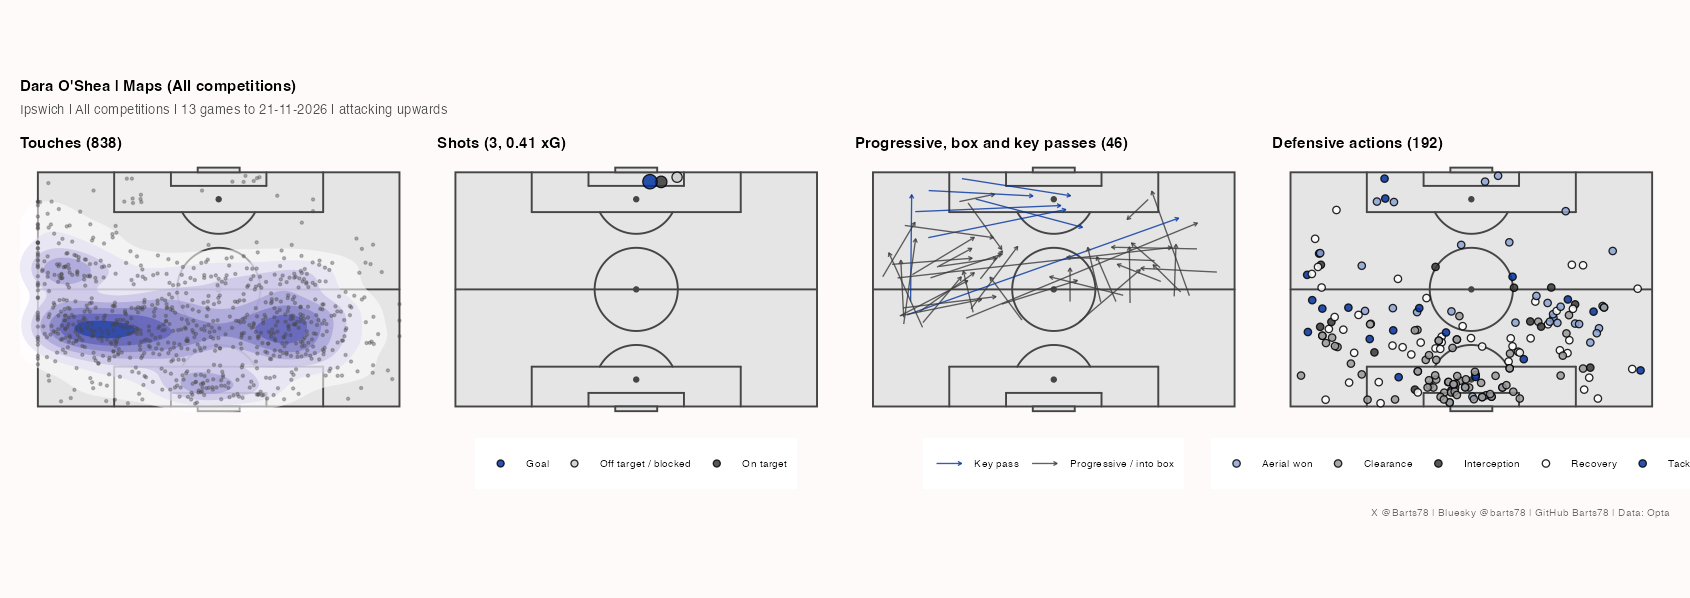 Dara O'Shea | Maps (All competitions)
Ipswich | All competitions | 13 games to 21-11-2026 | attacking upwards
Touches (838)
Shots (3, 0.41 xG)
Progressive, box and key passes (46)
Defensive actions (192)
Goal
Off target / blocked
On target
Key pass
Progressive / into box
Aerial won
Clearance
Interception
Recovery
Tack
X @Barts78 | Bluesky @barts78 | GitHub Barts78 | Data: Opta